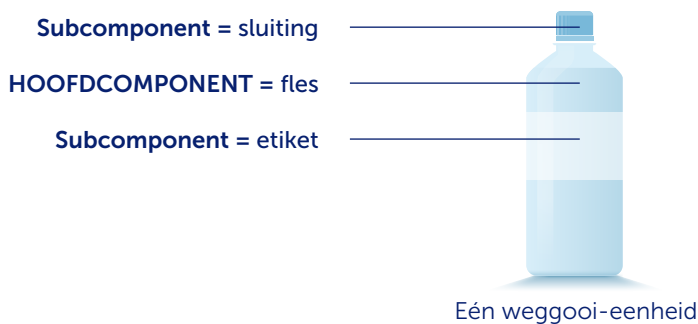 Subcomponent = sluiting
HOOFDCOMPONENT = fles
Subcomponent = etiket
Eén weggooi-eenheid